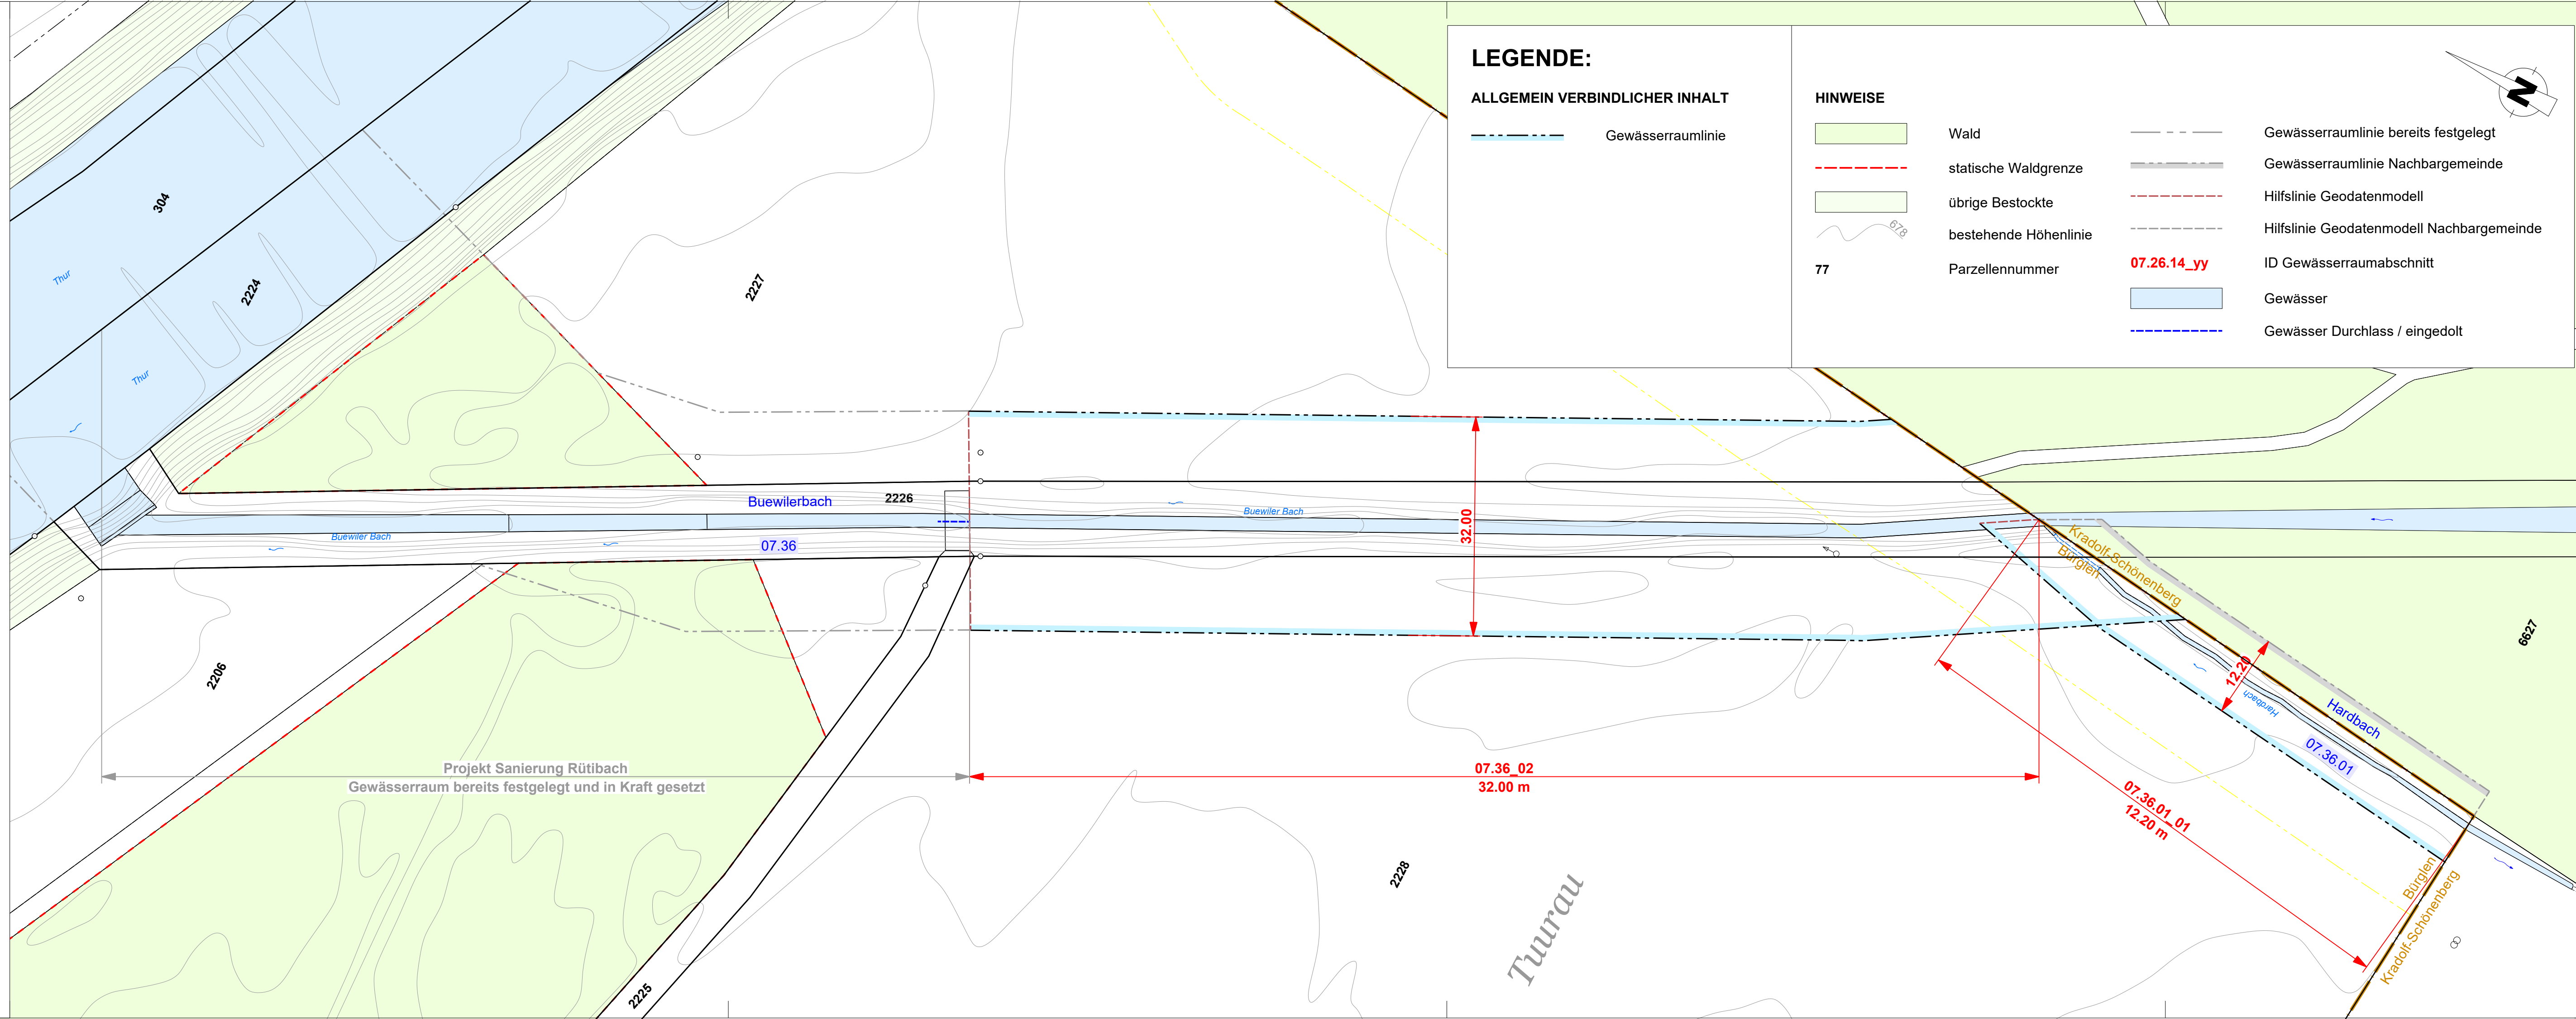 LEGENDE:
ALLGEMEIN VERBINDLICHER INHALT
Gewässerraumlinie
HINWEISE
Wald
statische Waldgrenze
übrige Bestockte
678
bestehende Höhenlinie
77
Parzellennummer
Gewässerraumlinie bereits festgelegt
Gewässerraumlinie Nachbargemeinde
Hilfslinie Geodatenmodell
Hilfslinie Geodatenmodell Nachbargemeinde
07.26.14_yy
ID Gewässerraumabschnitt
Gewässer
Gewässer Durchlass / eingedolt
N
304
Thur
2224
Thur
2227
Buewilerbach
2226
Buewiler Bach
Buewiler Bach
07.36
32.00
Kradolf-Schönenberg
Bürglen
2206
6627
12.20
Hardbach
Hardbach
07.36.01
Projekt Sanierung Rütibach
Gewässerraum bereits festgelegt und in Kraft gesetzt
07.36_02
32.00 m
07.36.01_01
12.20 m
2228
Tuurau
Bürglen
Kradolf-Schönenberg
2225